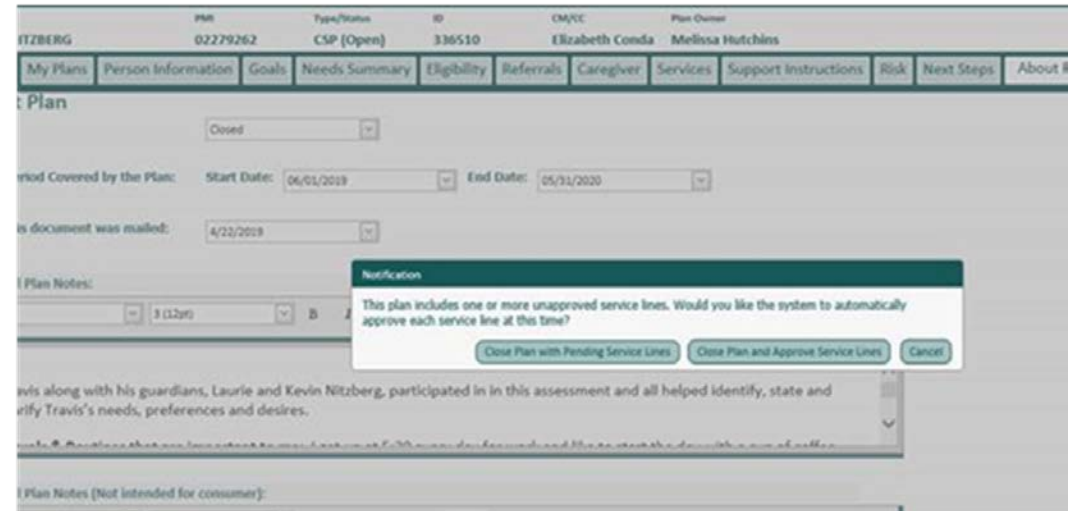 PMI Type/Status ID CM/CC Plan Owner
ITZBERG 02279262 CSP (Open) 336510 Elizabeth Conda Melissa Hutchins
My Plans Person Information Goals Needs Summary Eligibility Referrals Caregiver Services Support Instructions Risk Next Steps About
t Plan
Closed
eriod Covered by the Plan: Start Date: 06/01/2019 End Date: 05/31/2020
is document was mailed: 4/22/2019
l Plan Notes:
3 (12pt) B
Notification
This plan includes one or more unapproved service lines. Would you like the system to automatically
approve each service line at this time?
Close Plan with Pending Service Lines Close Plan and Approve Service Lines Cancel
avis along with his guardians, Laurie and Kevin Nitzberg, participated in in this assessment and all helped identify, state and
rify Travis's needs, preferences and desires.
l Plan Notes (Not intended for consumer):